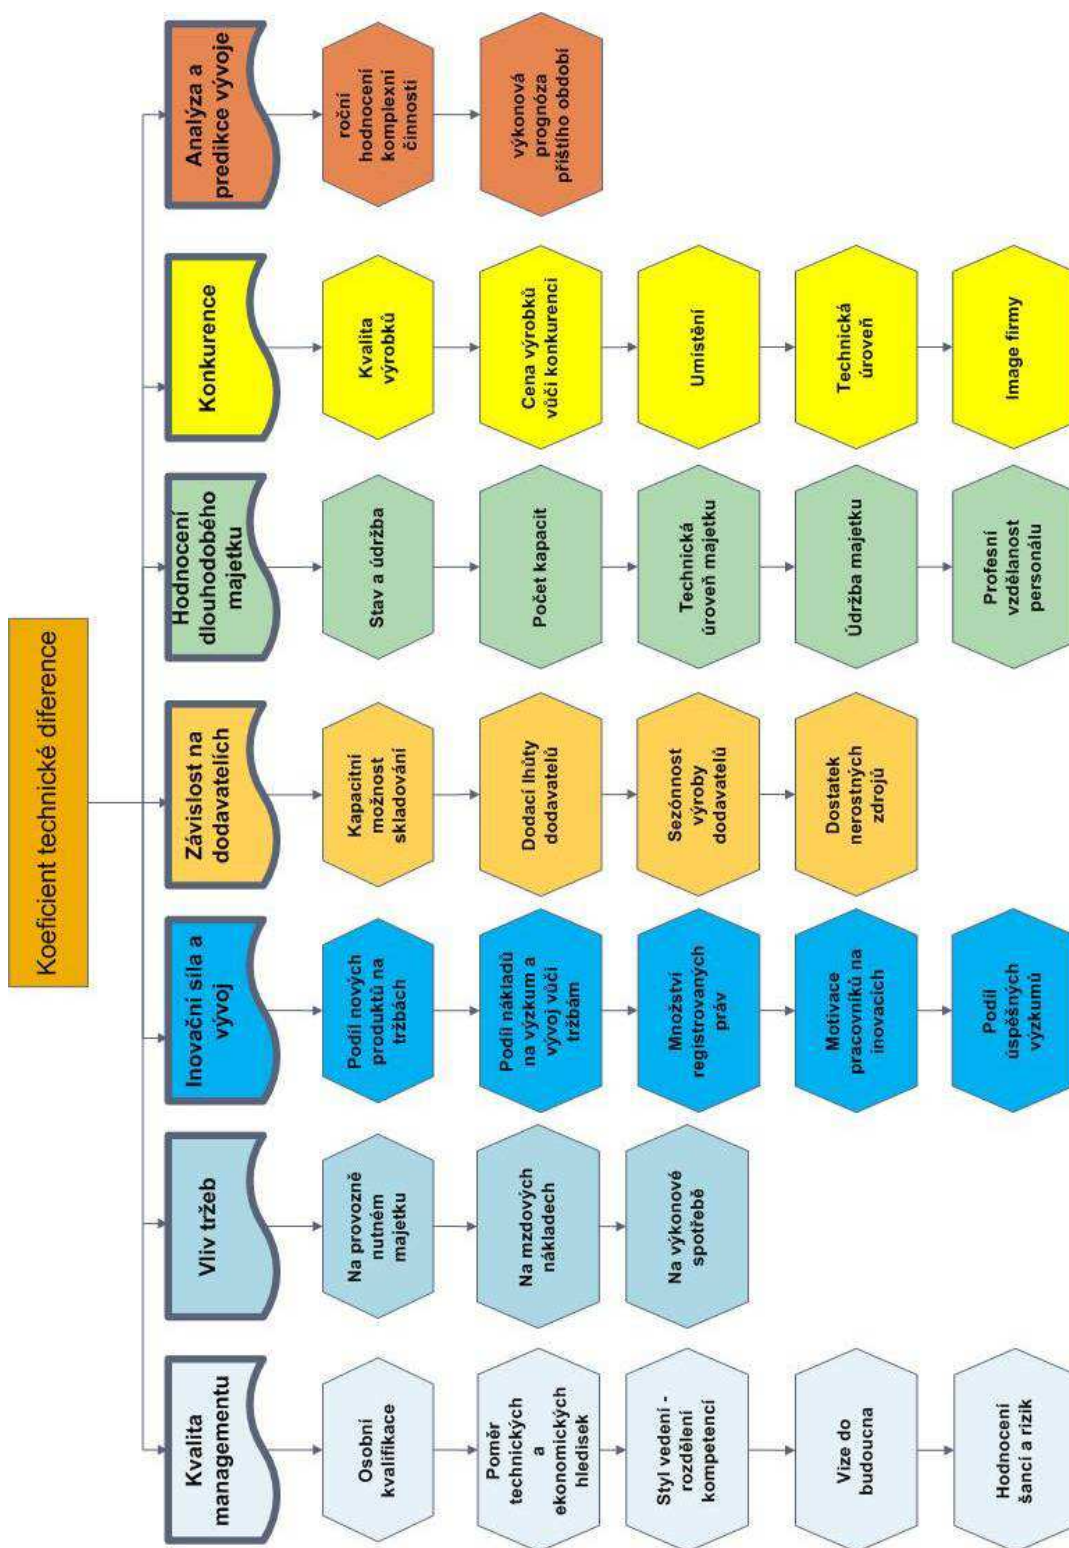 Koeficient technické diference
Kvalita
managementu
Osobní
kvalifikace
Poměr
technických
a
ekonomických
hledisek
Styl vedení -
rozdělení
kompetencí
Vize do
budoucna
Hodnocení
šancí a rizik
Vliv tržeb
Na provozně
nutném
majetku
Na mzdových
nákladech
Na výkonové
spotřebě
Inovační síla a
vývoj
Podíl nových
produktů na
tržbách
Podíl nákladů
na výzkum a
vývoj vůči
tržbám
Množství
registrovaných
práv
Motivace
pracovníků na
inovacích
Podíl
úspěšných
výzkumů
Závislost na
dodavatelích
Kapacitní
možnost
skladování
Dodací lhůty
dodavatelů
Sezónnost
výroby
dodavatelů
Dostatek
nerostných
zdrojů
Hodnocení
dlouhodobého
majetku
Stav a údržba
Počet kapacit
Technická
úroveň majetku
Údržba majetku
Profesní
vzdělanost
personálu
Konkurence
Kvalita
výrobků
Cena výrobků
vůči konkurenci
Umístění
Technická
úroveň
Image firmy
Analýza a
predikce vývoje
roční
hodnocení
komplexní
činnosti
výkonová
prognóza
příštího období